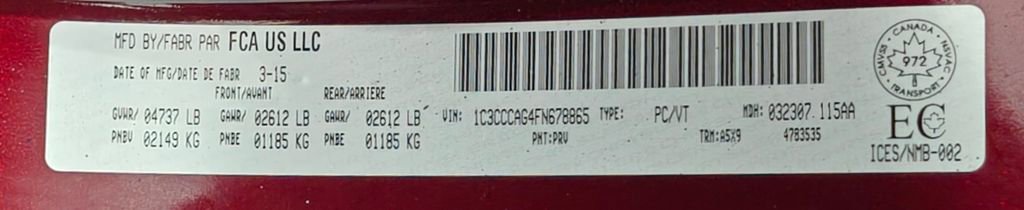 MFD BY/FABR PAR FCA US LLC
DATE OF MFG/DATE DE FABR 3-15
FRONT/AVANT REAR/ARRIERE
GVWR/ 04737 LB GAWR/ 02612 LB GAWR/ 02612 LB VIN: 1C3CCCAG4FN678865 TYPE: PC/VT MDH: 032307 115AA
PNBV 02149 KG PNBE 01185 KG PNBE 01185 KG PNT:PRV TRM:A5X9 4783535
CANADA
CMVSS 972 NSVAC
TRANSPORT
EC
ICES/NMB-002